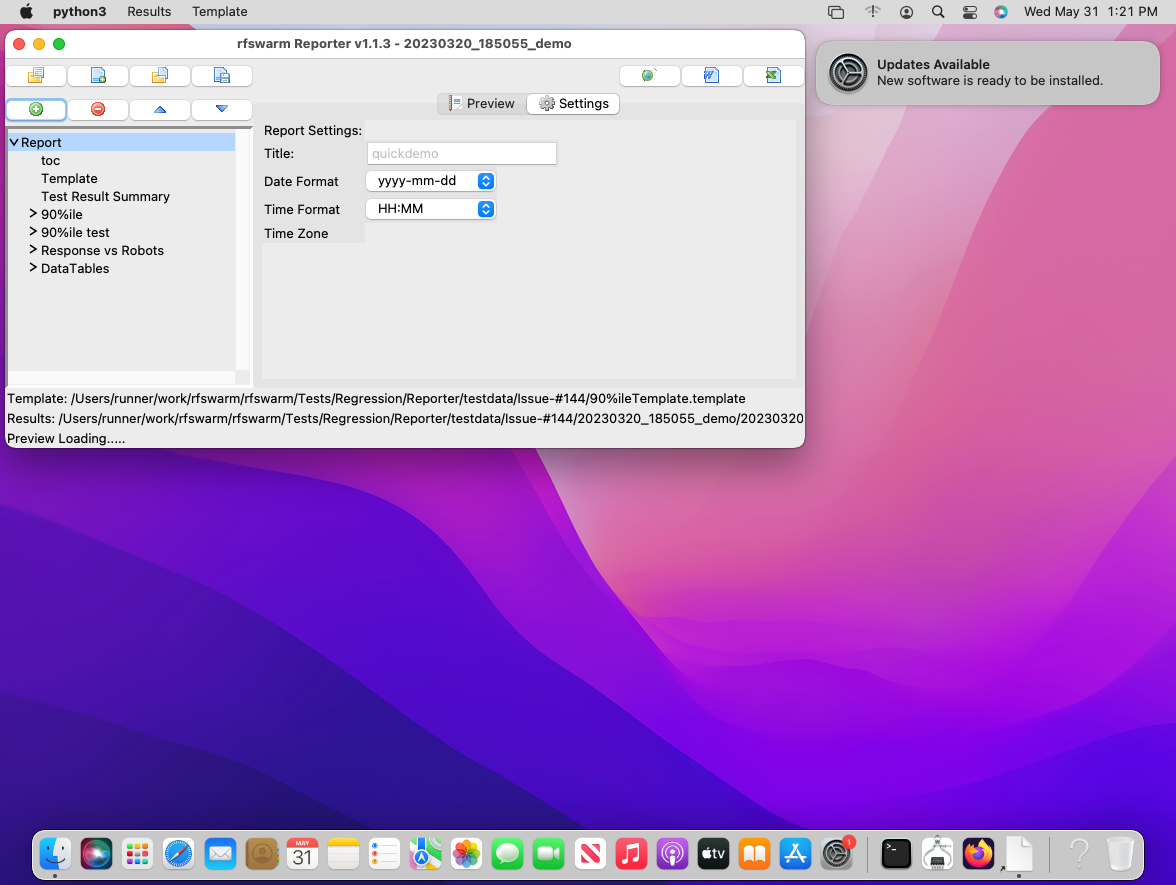 python3 Results Template Wed May 31 1:21 PM
rfswarm Reporter v1.1.3 - 20230320_185055_demo
Updates Available
New software is ready to be installed.
Preview Settings
Report
toc
Template
Test Result Summary
90%ile
90%ile test
Response vs Robots
DataTables
Report Settings:
Title: quickdemo
Date Format yyyy-mm-dd
Time Format HH:MM
Time Zone
Template: /Users/runner/work/rfswarm/rfswarm/Tests/Regression/Reporter/testdata/Issue-#144/90%ileTemplate.template
Results: /Users/runner/work/rfswarm/rfswarm/Tests/Regression/Reporter/testdata/Issue-#144/20230320_185055_demo/20230320
Preview Loading.....
MAY
31
tv
1